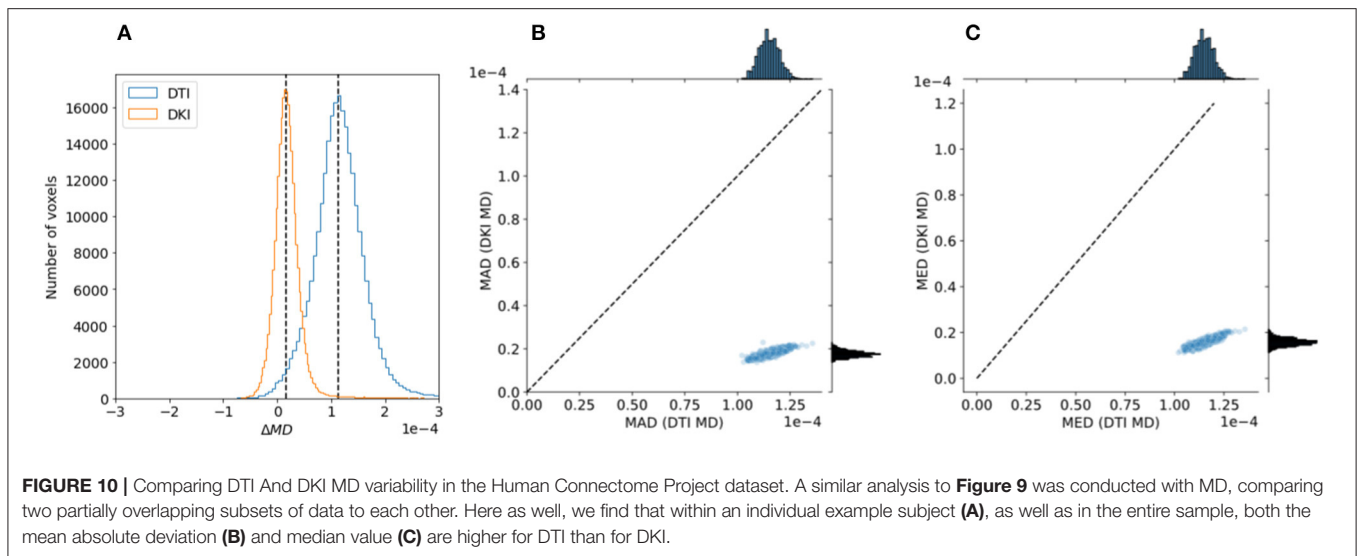 A
B
C
DTI
DKI
Number of voxels
16000
14000
12000
10000
8000
6000
4000
2000
0
−3
−2
−1
0
1
2
3
1e−4
ΔMD
1e−4
MAD (DKI MD)
1.4
1.2
1.0
0.8
0.6
0.4
0.2
0.0
0.00
0.25
0.50
0.75
1.00
1.25
MAD (DTI MD)
1e−4
1e−4
MED (DKI MD)
1.2
1.0
0.8
0.6
0.4
0.2
0.0
0.00
0.25
0.50
0.75
1.00
1.25
MED (DTI MD)
1e−4
FIGURE 10 | Comparing DTI And DKI MD variability in the Human Connectome Project dataset. A similar analysis to Figure 9 was conducted with MD, comparing
two partially overlapping subsets of data to each other. Here as well, we find that within an individual example subject (A), as well as in the entire sample, both the
mean absolute deviation (B) and median value (C) are higher for DTI than for DKI.